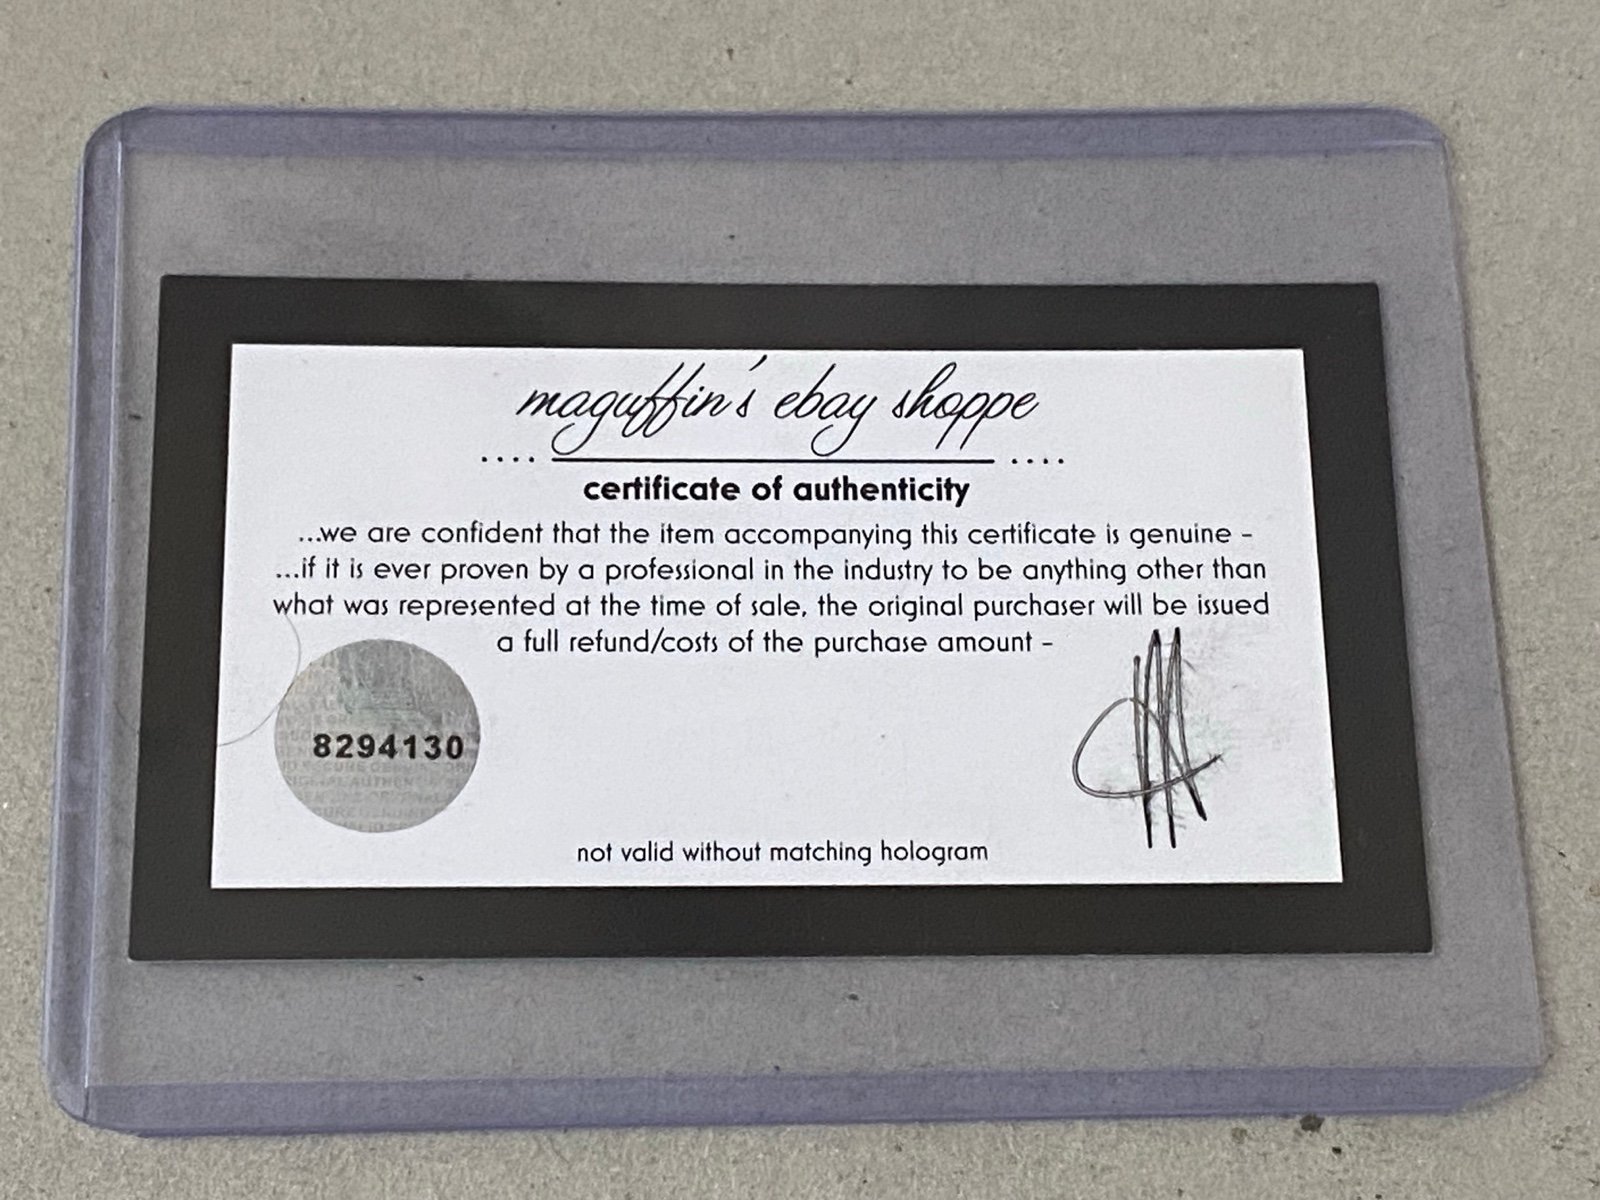 maguffin's ebay shoppe
certificate of authenticity
...we are confident that the item accompanying this certificate is genuine -
...if it is ever proven by a professional in the industry to be anything other than
what was represented at the time of sale, the original purchaser will be issued
a full refund/costs of the purchase amount -
8294130
not valid without matching hologram